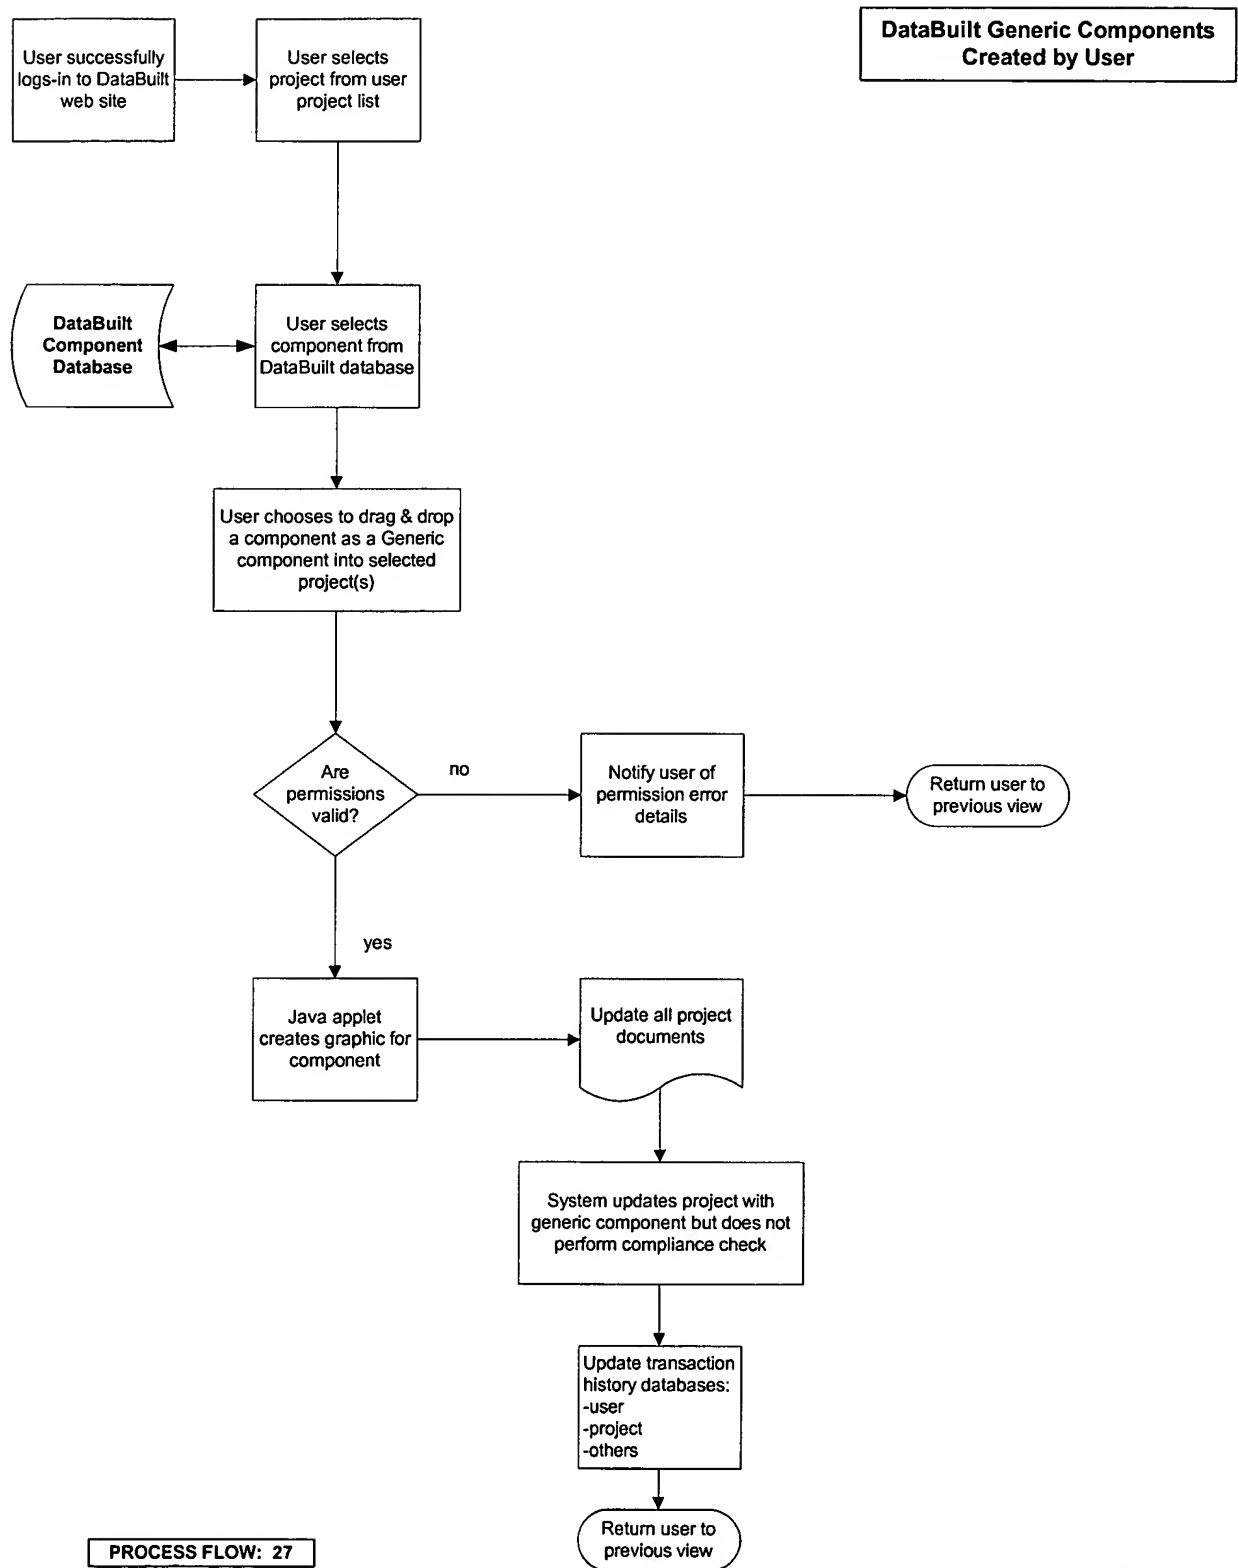 DataBuilt Generic Components
Created by User
User successfully
logs-in to DataBuilt
web site
User selects
project from user
project list
DataBuilt
Component
Database
User selects
component from
DataBuilt database
User chooses to drag & drop
a component as a Generic
component into selected
project(s)
Are
permissions
valid?
no
Notify user of
permission error
details
Return user to
previous view
yes
Java applet
creates graphic for
component
Update all project
documents
System updates project with
generic component but does not
perform compliance check
Update transaction
history databases:
-user
-project
-others
Return user to
previous view
PROCESS FLOW: 27